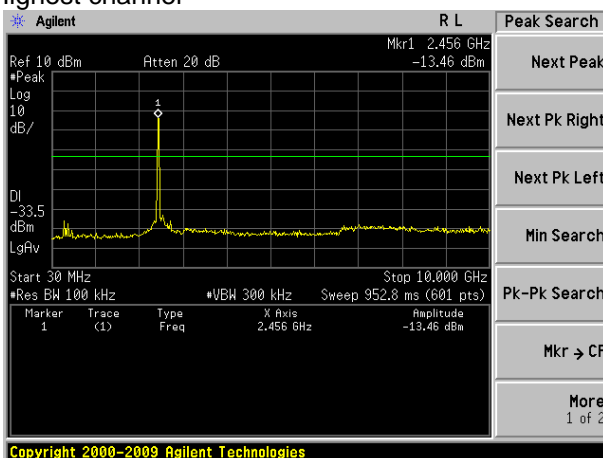 Agilent R L Peak Search
Mkr1 2.456 GHz
Ref 10 dBm Atten 20 dB -13.46 dBm
#Peak
Log
10
dB/
1
DI
-33.5
dBm
LgAv
Start 30 MHz Stop 10.000 GHz
#Res BW 100 kHz #VBW 300 kHz Sweep 952.8 ms (601 pts)
Marker Trace Type X Axis Amplitude
1 (1) Freq 2.456 GHz -13.46 dBm
Next Peak
Next Pk Right
Next Pk Left
Min Search
Pk-Pk Search
Mkr → CF
More
1 of 2
Copyright 2000-2009 Agilent Technologies